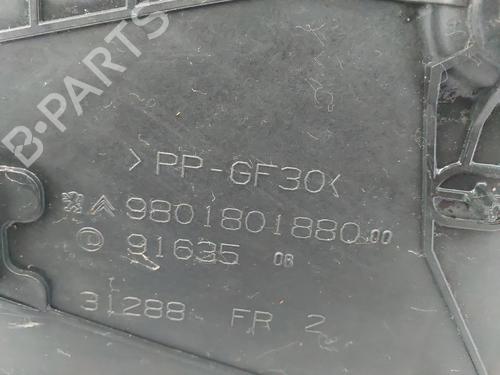 B-PARTS
>PP-GF30<
9801801880 00
91635 08
31288 FR 2